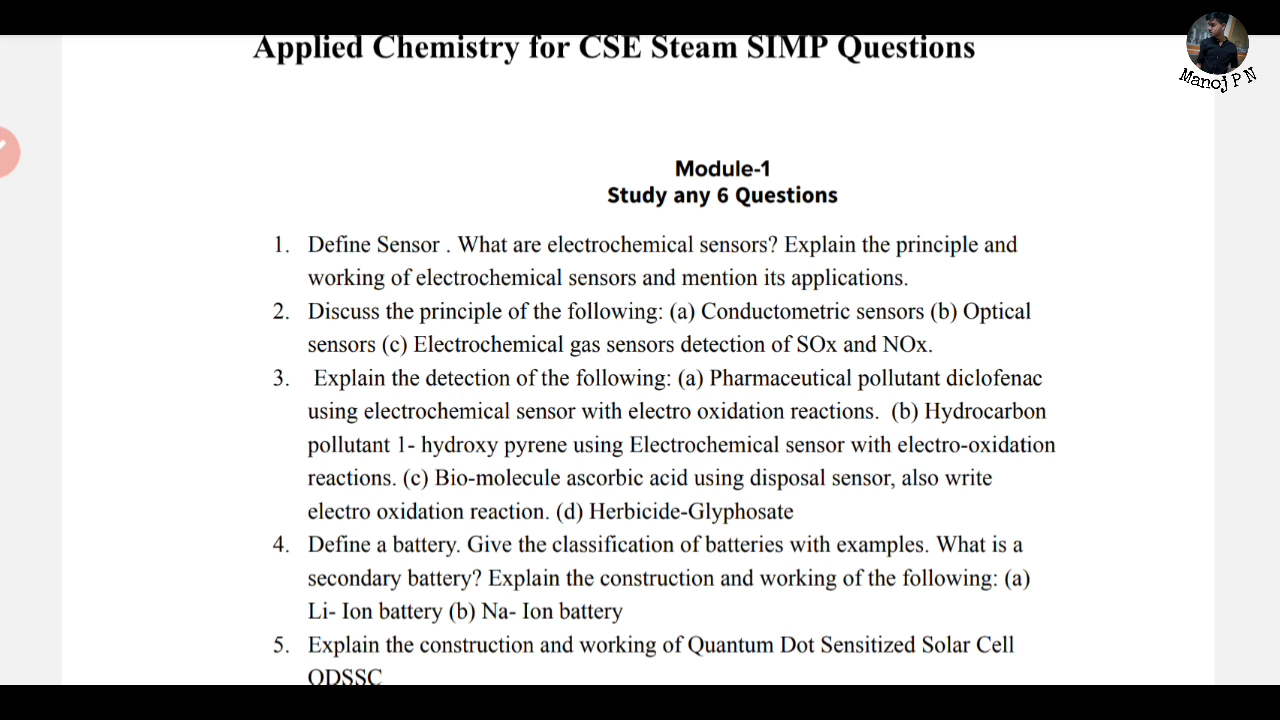 Applied Chemistry for CSE Steam SIMP Questions
Manoj P N
Module-1
Study any 6 Questions
1. Define Sensor . What are electrochemical sensors? Explain the principle and
working of electrochemical sensors and mention its applications.
2. Discuss the principle of the following: (a) Conductometric sensors (b) Optical
sensors (c) Electrochemical gas sensors detection of SOx and NOx.
3. Explain the detection of the following: (a) Pharmaceutical pollutant diclofenac
using electrochemical sensor with electro oxidation reactions. (b) Hydrocarbon
pollutant 1- hydroxy pyrene using Electrochemical sensor with electro-oxidation
reactions. (c) Bio-molecule ascorbic acid using disposal sensor, also write
electro oxidation reaction. (d) Herbicide-Glyphosate
4. Define a battery. Give the classification of batteries with examples. What is a
secondary battery? Explain the construction and working of the following: (a)
Li- Ion battery (b) Na- Ion battery
5. Explain the construction and working of Quantum Dot Sensitized Solar Cell
QDSSC